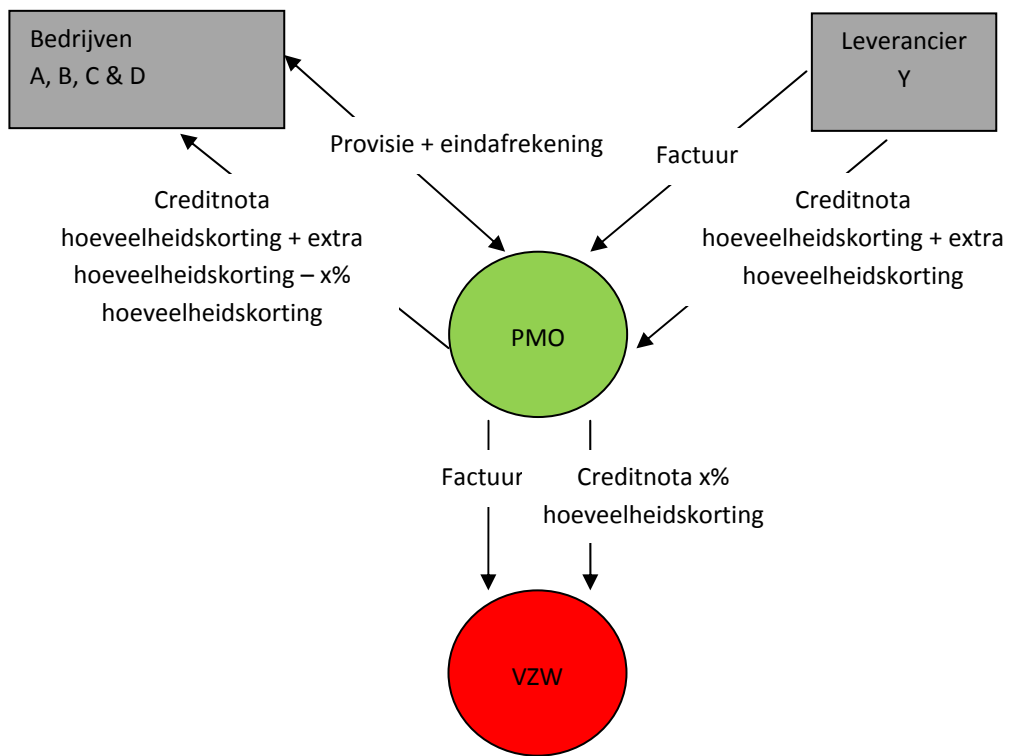 Bedrijven
A, B, C & D
Leverancier
Y
Provisie + eindafrekening
Factuur
Creditnota
hoeveelheidskorting + extra
hoeveelheidskorting – x%
hoeveelheidskorting
Creditnota
hoeveelheidskorting + extra
hoeveelheidskorting
PMO
Factuur
Creditnota x%
hoeveelheidskorting
VZW